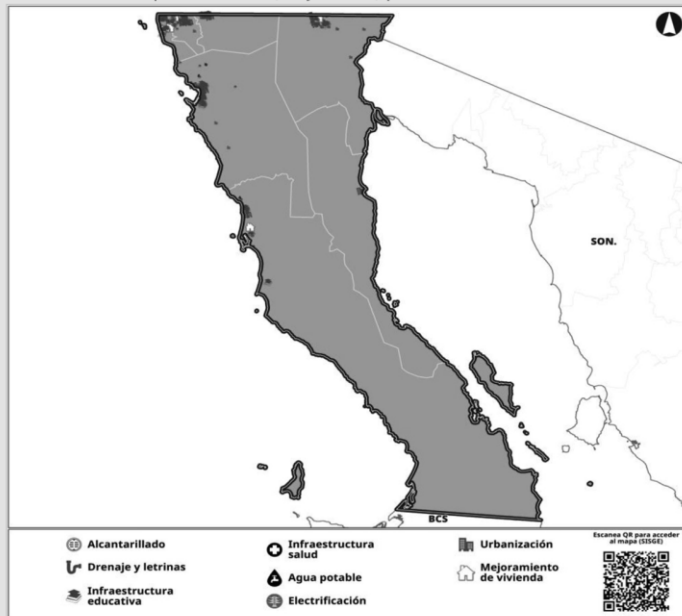 SON.
BCS
Alcantarillado
Drenaje y letrinas
Infraestructura
educativa
Infraestructura
salud
Agua potable
Electrificación
Urbanización
Mejoramiento
de vivienda
Escanea QR para acceder
al mapa (SISGE)